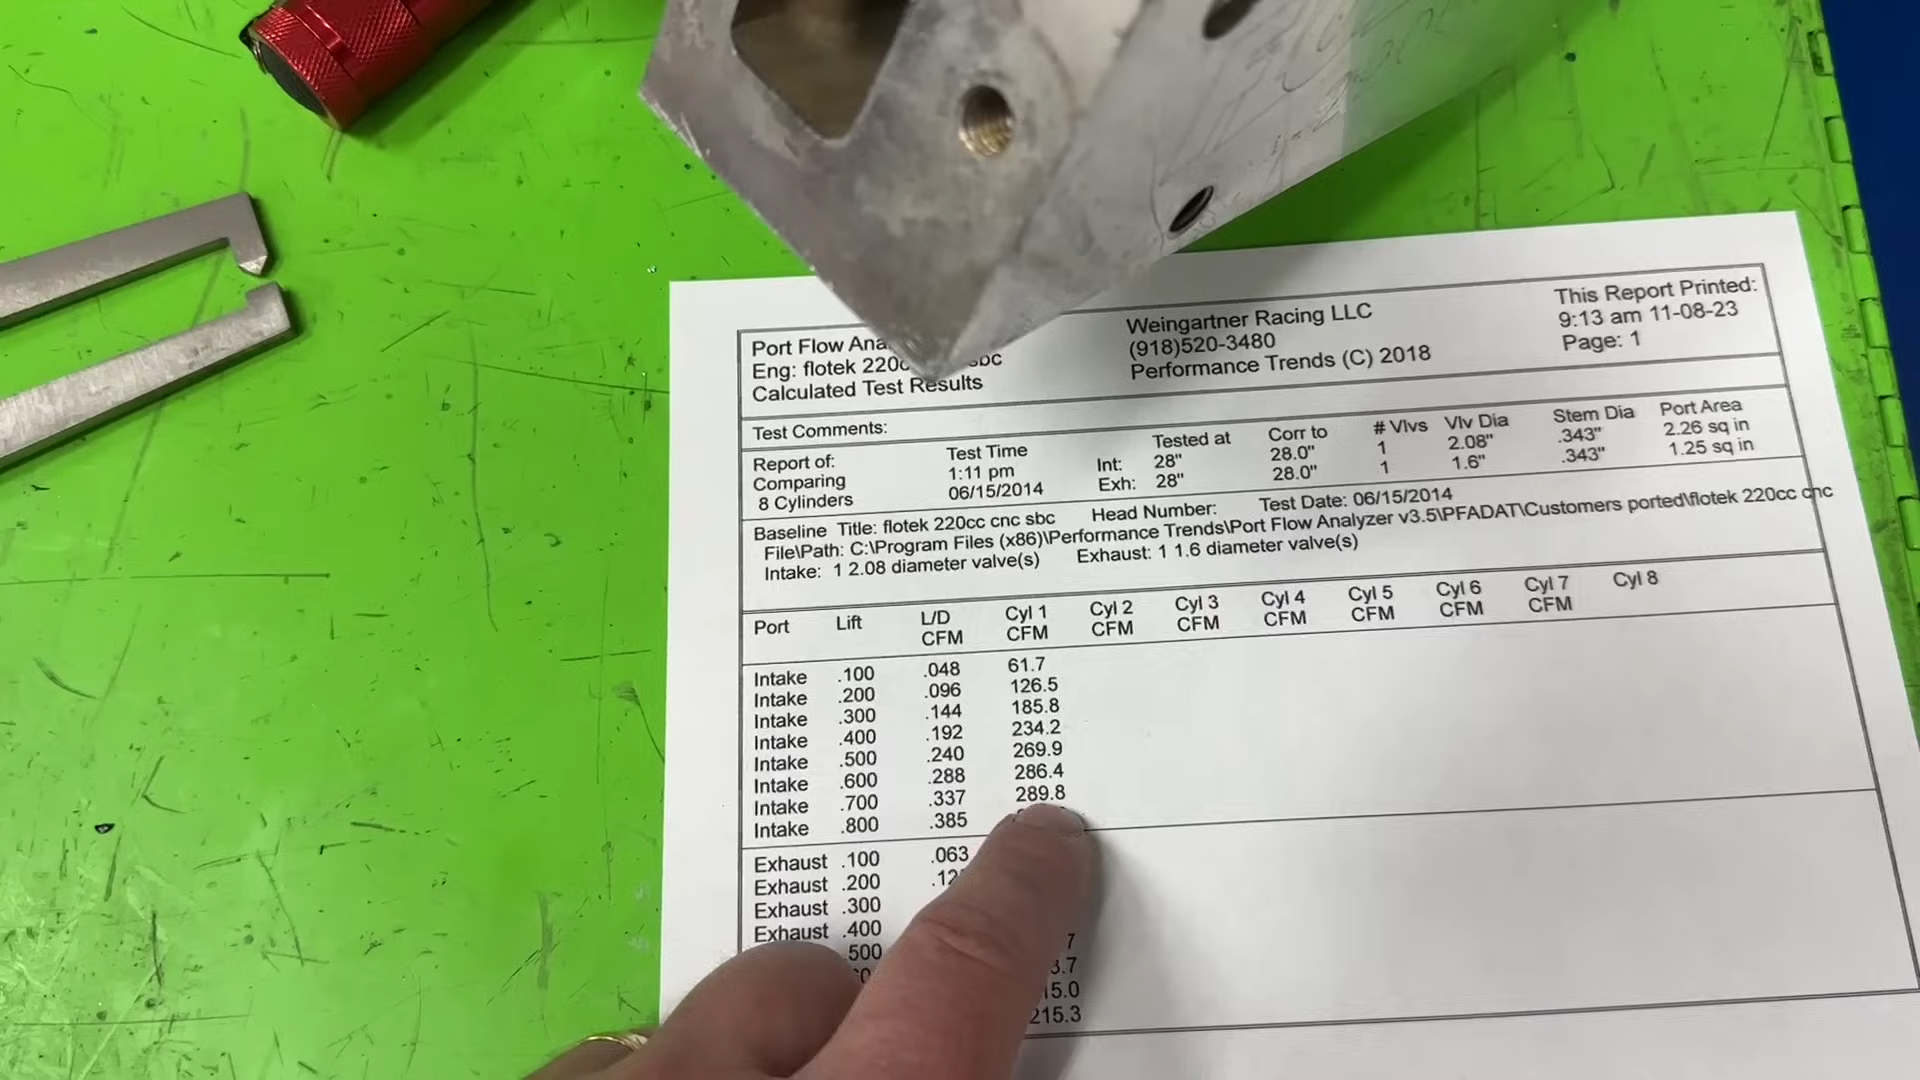 Port Flow Ana
Eng: flotek 220c sbc
Calculated Test Results
Weingartner Racing LLC
(918)520-3480
Performance Trends (C) 2018
This Report Printed:
9:13 am 11-08-23
Page: 1
Test Comments:
Report of:
Comparing
8 Cylinders
Test Time
1:11 pm
06/15/2014
Tested at Corr to # Vlvs Vlv Dia Stem Dia Port Area
Int: 28" 28.0" 1 2.08" .343" 2.26 sq in
Exh: 28" 28.0" 1 1.6" .343" 1.25 sq in
Baseline Title: flotek 220cc cnc sbc Head Number: Test Date: 06/15/2014
File\Path: C:\Program Files (x86)\Performance Trends\Port Flow Analyzer v3.5\PFADAT\Customers ported\flotek 220cc cnc
Intake: 1 2.08 diameter valve(s) Exhaust: 1 1.6 diameter valve(s)
Port Lift L/D Cyl 1 Cyl 2 Cyl 3 Cyl 4 Cyl 5 Cyl 6 Cyl 7 Cyl 8
CFM CFM CFM CFM CFM CFM CFM CFM
Intake .100 .048 61.7
Intake .200 .096 126.5
Intake .300 .144 185.8
Intake .400 .192 234.2
Intake .500 .240 269.9
Intake .600 .288 286.4
Intake .700 .337 289.8
Intake .800 .385
Exhaust .100 .063
Exhaust .200 .12
Exhaust .300
Exhaust .400 7
500 3.7
15.0
215.3